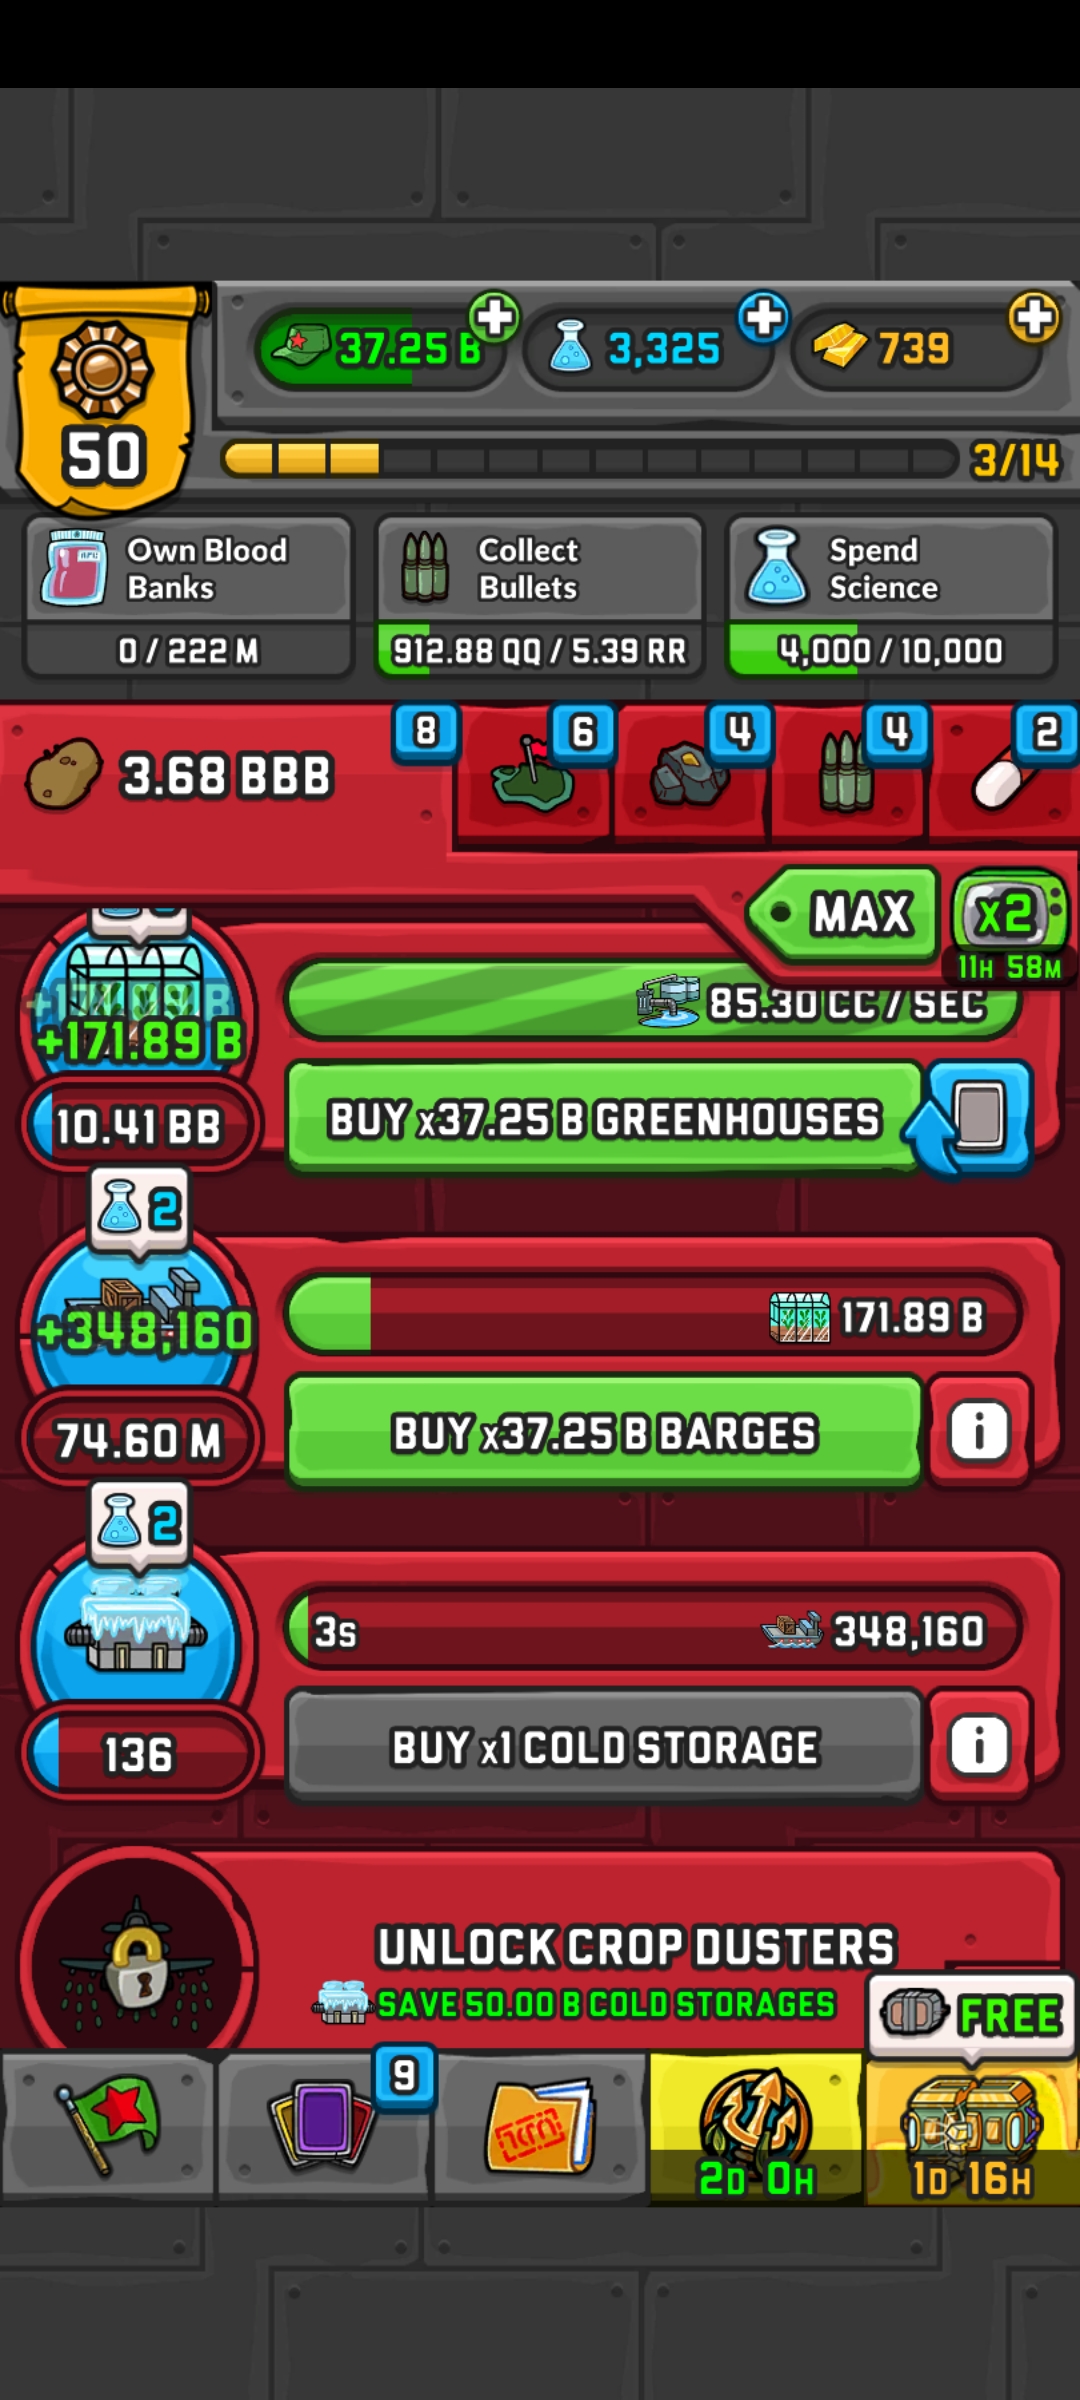 37.25 B
3,325
739
50
3/14
Own Blood
Banks
Collect
Bullets
Spend
Science
0 / 222 M
912.88 QQ / 5.39 RR
4,000 / 10,000
3.68 BBB
8
6
4
4
2
MAX
x2
11H 58M
85.30 CC / SEC
+171.89 B
+171.89 B
10.41 BB
BUY x37.25 B GREENHOUSES
2
+348,160
171.89 B
74.60 M
BUY x37.25 B BARGES
2
3s
348,160
136
BUY x1 COLD STORAGE
UNLOCK CROP DUSTERS
SAVE 50.00 B COLD STORAGES
FREE
9
2D 0H
1D 16H